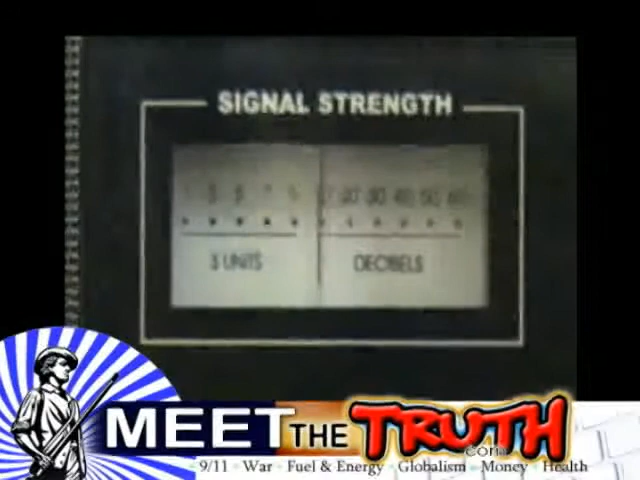 SIGNAL STRENGTH
S UNITS DECIBELS
MEET THE TRUTH
.com
9/11 War Fuel & Energy Globalism Money Health